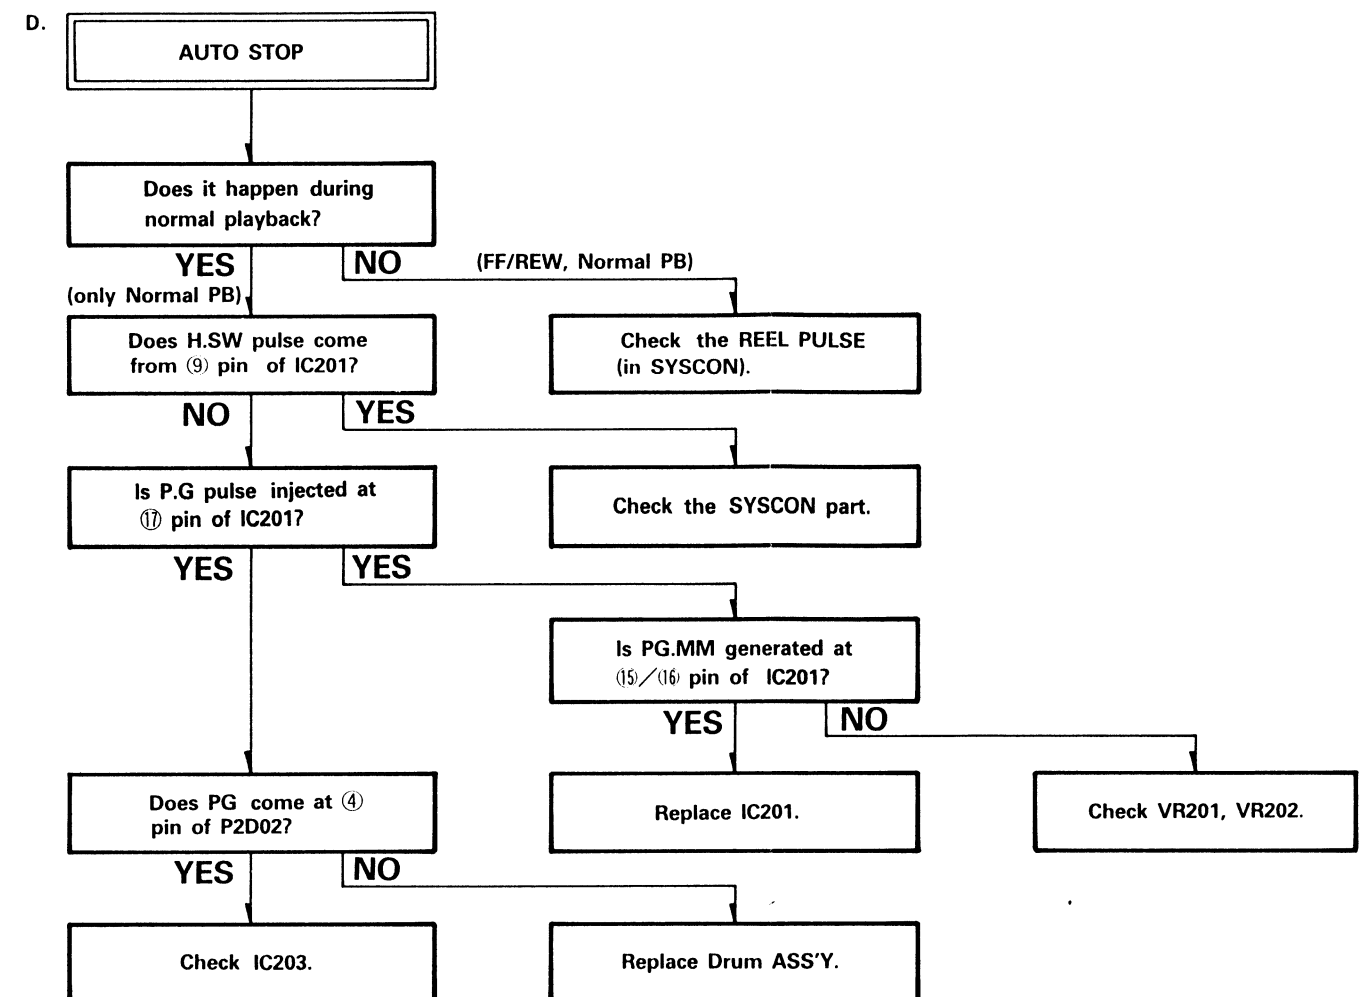 D.
AUTO STOP
Does it happen during
normal playback?
YES
NO
(FF/REW, Normal PB)
(only Normal PB)
Does H.SW pulse come
from ⑨ pin of IC201?
Check the REEL PULSE
(in SYSCON).
NO
YES
Is P.G pulse injected at
⑰ pin of IC201?
Check the SYSCON part.
YES
YES
Is PG.MM generated at
⑮/⑯ pin of IC201?
YES
NO
Does PG come at ④
pin of P2D02?
Replace IC201.
Check VR201, VR202.
YES
NO
Check IC203.
Replace Drum ASS'Y.